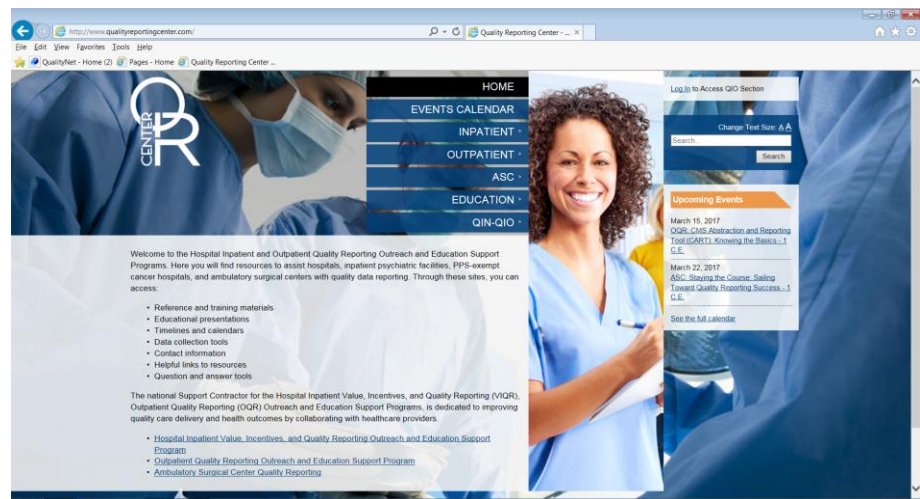 http://www.qualityreportingcenter.com/
Quality Reporting Center - ...
File Edit View Favorites Tools Help
QualityNet - Home (2) Pages - Home Quality Reporting Center ...
QR
CENTER
HOME
EVENTS CALENDAR
INPATIENT
OUTPATIENT
ASC
EDUCATION
QIN-QIO
Log In to Access QIO Section
Change Text Size: A A
Search...
Search
Upcoming Events
March 15, 2017
OQR: CMS Abstraction and Reporting
Tool (CART): Knowing the Basics - 1
C.E.
March 22, 2017
ASC: Staying the Course: Sailing
Toward Quality Reporting Success - 1
C.E.
See the full calendar
Welcome to the Hospital Inpatient and Outpatient Quality Reporting Outreach and Education Support
Programs. Here you will find resources to assist hospitals, inpatient psychiatric facilities, PPS-exempt
cancer hospitals, and ambulatory surgical centers with quality data reporting. Through these sites, you can
access:
• Reference and training materials
• Educational presentations
• Timelines and calendars
• Data collection tools
• Contact information
• Helpful links to resources
• Question and answer tools
The national Support Contractor for the Hospital Inpatient Value, Incentives, and Quality Reporting (VIQR),
Outpatient Quality Reporting (OQR) Outreach and Education Support Programs, is dedicated to improving
quality care delivery and health outcomes by collaborating with healthcare providers.
• Hospital Inpatient Value, Incentives, and Quality Reporting Outreach and Education Support
Program
• Outpatient Quality Reporting Outreach and Education Support Program
• Ambulatory Surgical Center Quality Reporting